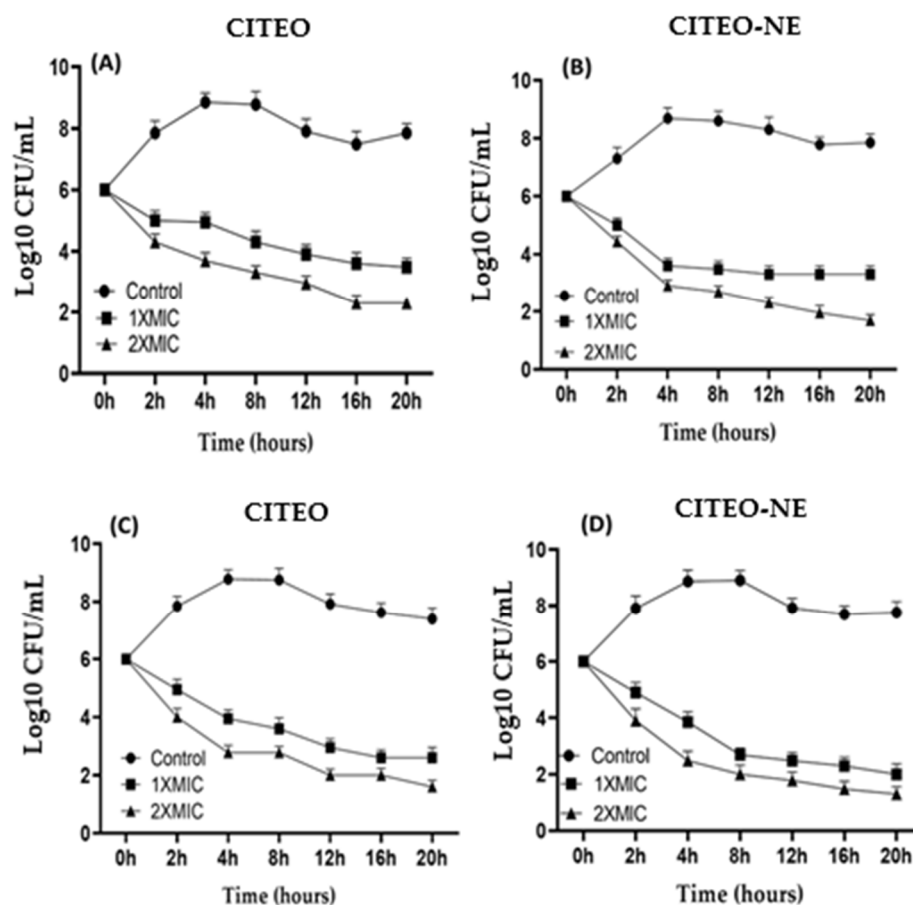 CITEO
(A)
Log10 CFU/mL
10
8
6
4
2
0
Control
1XMIC
2XMIC
0h 2h 4h 8h 12h 16h 20h
Time (hours)
CITEO-NE
(B)
Log10 CFU/mL
10
8
6
4
2
0
Control
1XMIC
2XMIC
0h 2h 4h 8h 12h 16h 20h
Time (hours)
CITEO
(C)
Log10 CFU/mL
10
8
6
4
2
0
Control
1XMIC
2XMIC
0h 2h 4h 8h 12h 16h 20h
Time (hours)
CITEO-NE
(D)
Log10 CFU/mL
10
8
6
4
2
0
Control
1XMIC
2XMIC
0h 2h 4h 8h 12h 16h 20h
Time (hours)